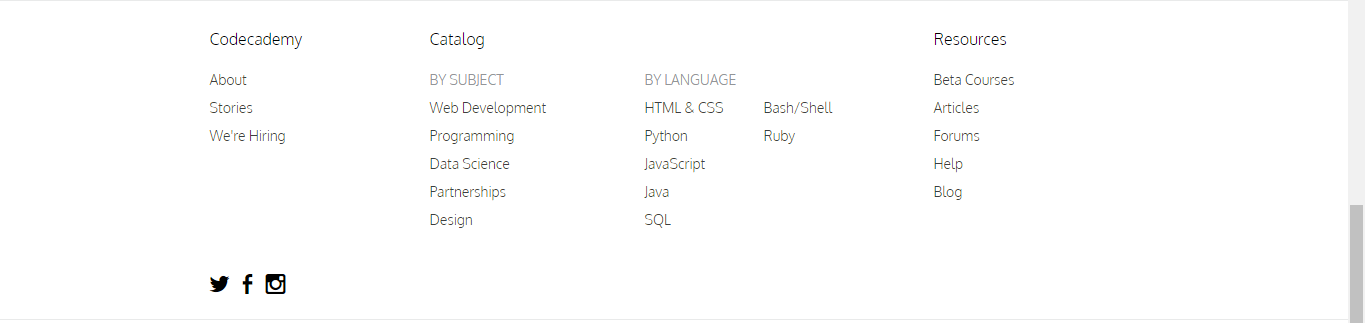 Codecademy
About
Stories
We're Hiring
Catalog
BY SUBJECT
Web Development
Programming
Data Science
Partnerships
Design
BY LANGUAGE
HTML & CSS
Python
JavaScript
Java
SQL
Bash/Shell
Ruby
Resources
Beta Courses
Articles
Forums
Help
Blog